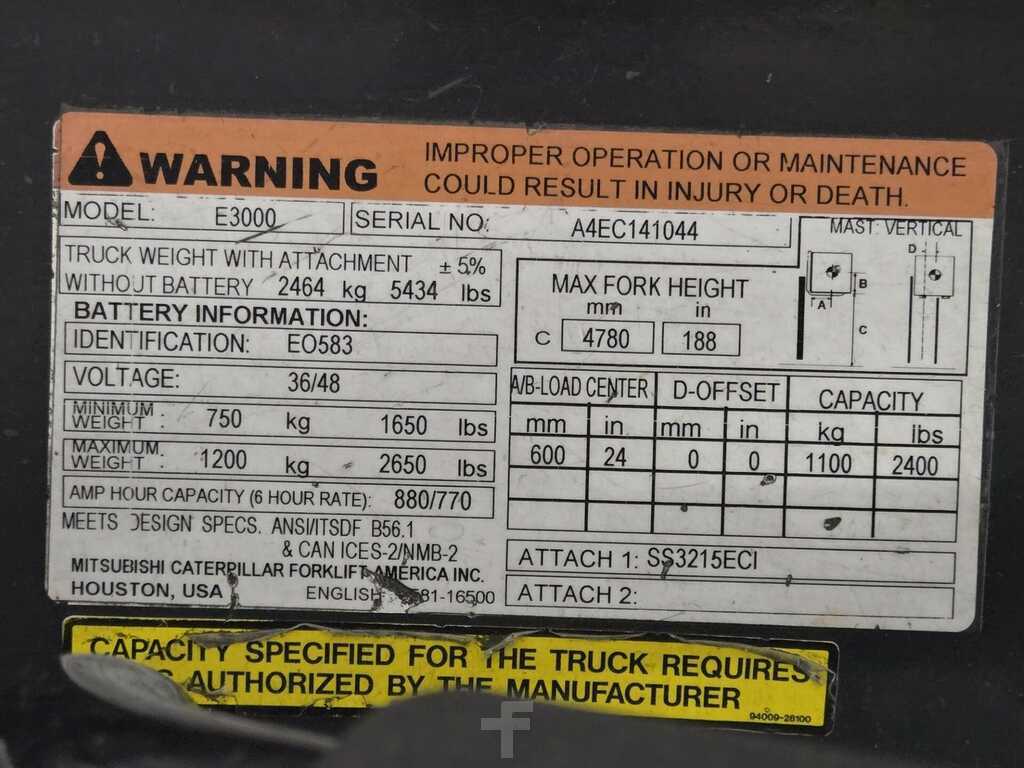 WARNING
IMPROPER OPERATION OR MAINTENANCE
COULD RESULT IN INJURY OR DEATH.
MODEL: E3000
SERIAL NO: A4EC141044
TRUCK WEIGHT WITH ATTACHMENT ± 5%
WITHOUT BATTERY 2464 kg 5434 lbs
BATTERY INFORMATION:
IDENTIFICATION: EO583
VOLTAGE: 36/48
MINIMUM
WEIGHT : 750 kg 1650 lbs
MAXIMUM
WEIGHT : 1200 kg 2650 lbs
AMP HOUR CAPACITY (6 HOUR RATE): 880/770
MEETS DESIGN SPECS. ANSI/ITSDF B56.1
& CAN ICES-2/NMB-2
MITSUBISHI CATERPILLAR FORKLIFT AMERICA INC.
HOUSTON, USA
ENGLISH 81-16500
MAX FORK HEIGHT
mm in
C 4780 188
MAST: VERTICAL
D
A
B
C
A/B-LOAD CENTER D-OFFSET CAPACITY
mm in mm in kg lbs
600 24 0 0 1100 2400
ATTACH 1: SS3215ECI
ATTACH 2:
CAPACITY SPECIFIED FOR THE TRUCK REQUIRES
AUTHORIZED BY THE MANUFACTURER
94009-28100